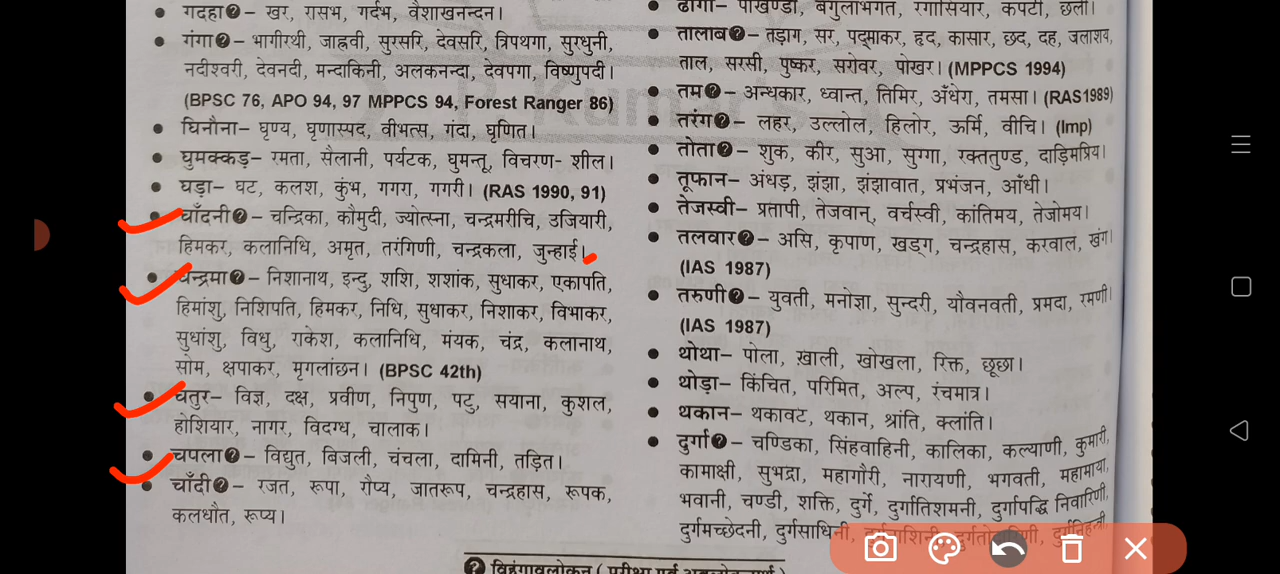 गदहा?– खर, रासभ, गर्दभ, वैशाखनन्दन।
गंगा?– भागीरथी, जाह्नवी, सुरसरि, देवसरि, त्रिपथगा, सुरधुनी,
नदीश्वरी, देवनदी, मन्दाकिनी, अलकनन्दा, देवपगा, विष्णुपदी।
(BPSC 76, APO 94, 97 MPPCS 94, Forest Ranger 86)
घिनौना– घृण्य, घृणास्पद, वीभत्स, गंदा, घृणित।
घुमक्कड़– रमता, सैलानी, पर्यटक, घुमन्तू, विचरण- शील।
घड़ा– घट, कलश, कुंभ, गगरा, गगरी। (RAS 1990, 91)
चाँदनी?– चन्द्रिका, कौमुदी, ज्योत्स्ना, चन्द्रमरीचि, उजियारी,
हिमकर, कलानिधि, अमृत, तरंगिणी, चन्द्रकला, जुन्हाई।
चन्द्रमा?– निशानाथ, इन्दु, शशि, शशांक, सुधाकर, एकापति,
हिमांशु, निशिपति, हिमकर, निधि, सुधाकर, निशाकर, विभाकर,
सुधांशु, विधु, राकेश, कलानिधि, मंयक, चंद्र, कलानाथ,
सोम, क्षपाकर, मृगलांछन। (BPSC 42th)
चतुर– विज्ञ, दक्ष, प्रवीण, निपुण, पटु, सयाना, कुशल,
होशियार, नागर, विदग्ध, चालाक।
चपला?– विद्युत, बिजली, चंचला, दामिनी, तड़ित।
चाँदी?– रजत, रूपा, रौप्य, जातरूप, चन्द्रहास, रूपक,
कलधौत, रूप्य।
ढोंगी– पाखण्डी, बगुलाभगत, रंगासियार, कपटी, छली।
तालाब?– तड़ाग, सर, पद्माकर, हृद, कासार, छद, दह, जलाशय,
ताल, सरसी, पुष्कर, सरोवर, पोखर। (MPPCS 1994)
तम?– अन्धकार, ध्वान्त, तिमिर, अँधेरा, तमसा। (RAS1989)
तरंग?– लहर, उल्लोल, हिलोर, ऊर्मि, वीचि। (Imp)
तोता?– शुक, कीर, सुआ, सुग्गा, रक्ततुण्ड, दाड़िमप्रिय।
तूफान– अंधड़, झंझा, झंझावात, प्रभंजन, आँधी।
तेजस्वी– प्रतापी, तेजवान्, वर्चस्वी, कांतिमय, तेजोमय।
तलवार?– असि, कृपाण, खड्ग, चन्द्रहास, करवाल, खंग।
(IAS 1987)
तरुणी?– युवती, मनोज्ञा, सुन्दरी, यौवनवती, प्रमदा, रमणी।
(IAS 1987)
थोथा– पोला, ख़ाली, खोखला, रिक्त, छूछा।
थोड़ा– किंचित, परिमित, अल्प, रंचमात्र।
थकान– थकावट, थकान, श्रांति, क्लांति।
दुर्गा?– चण्डिका, सिंहवाहिनी, कालिका, कल्याणी, कुमारी,
कामाक्षी, सुभद्रा, महागौरी, नारायणी, भगवती, महामाया,
भवानी, चण्डी, शक्ति, दुर्गे, दुर्गातिशमनी, दुर्गापद्धि निवारिणी,
दुर्गमच्छेदनी, दुर्गसाधिनी,
? विहंगावलोकन ( परीक्षा पूर्व